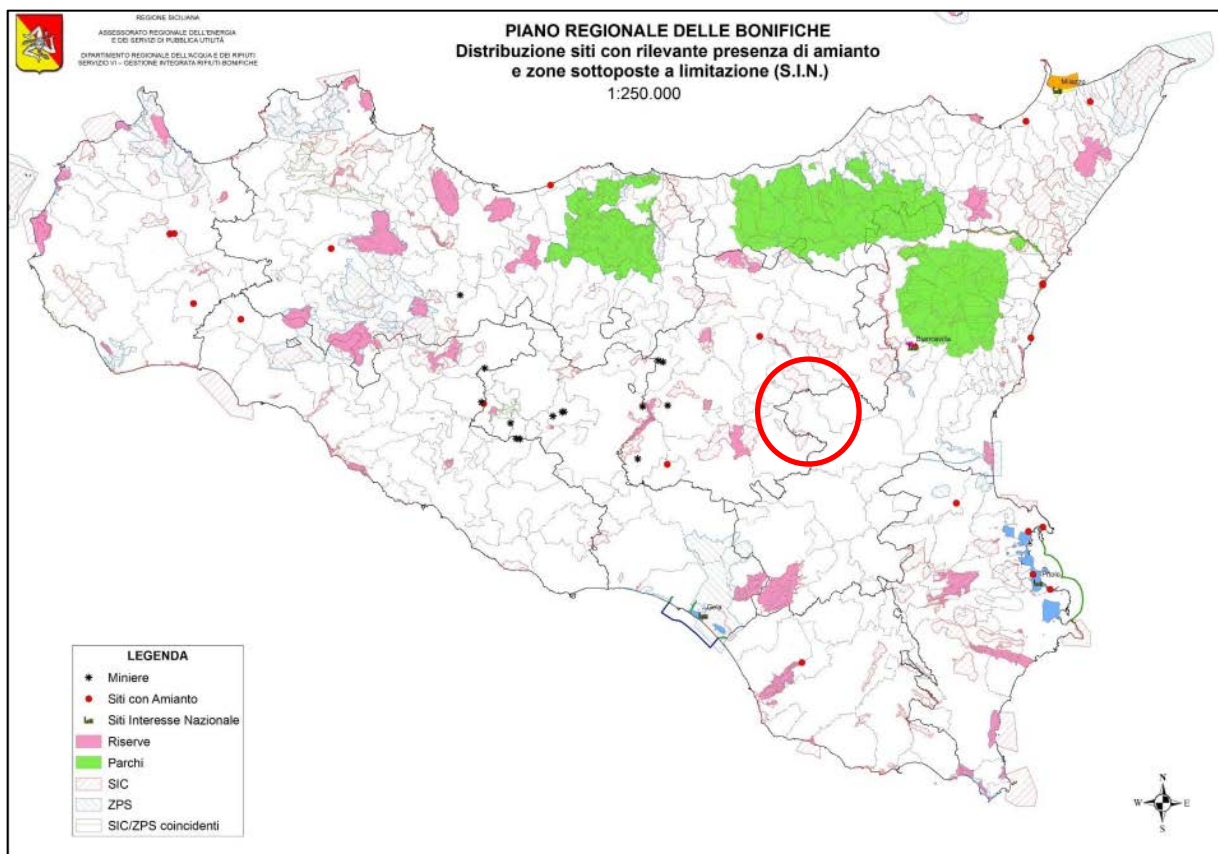 REGIONE SICILIANA
ASSESSORATO REGIONALE DELL'ENERGIA
E DEI SERVIZI DI PUBBLICA UTILITÀ
DIPARTIMENTO REGIONALE DELL'ACQUA E DEI RIFIUTI
SERVIZIO VI – GESTIONE INTEGRATA RIFIUTI-BONIFICHE
PIANO REGIONALE DELLE BONIFICHE
Distribuzione siti con rilevante presenza di amianto
e zone sottoposte a limitazione (S.I.N.)
1:250.000
Milazzo
Biancavilla
Priolo
Gela
LEGENDA
Miniere
Siti con Amianto
Siti Interesse Nazionale
Riserve
Parchi
SIC
ZPS
SIC/ZPS coincidenti
N
W E
S